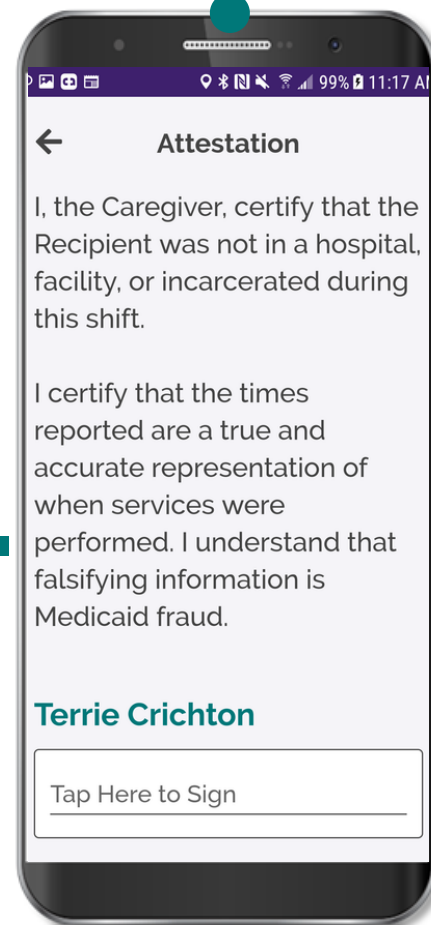 99% 11:17 AM
Attestation
I, the Caregiver, certify that the
Recipient was not in a hospital,
facility, or incarcerated during
this shift.
I certify that the times
reported are a true and
accurate representation of
when services were
performed. I understand that
falsifying information is
Medicaid fraud.
Terrie Crichton
Tap Here to Sign